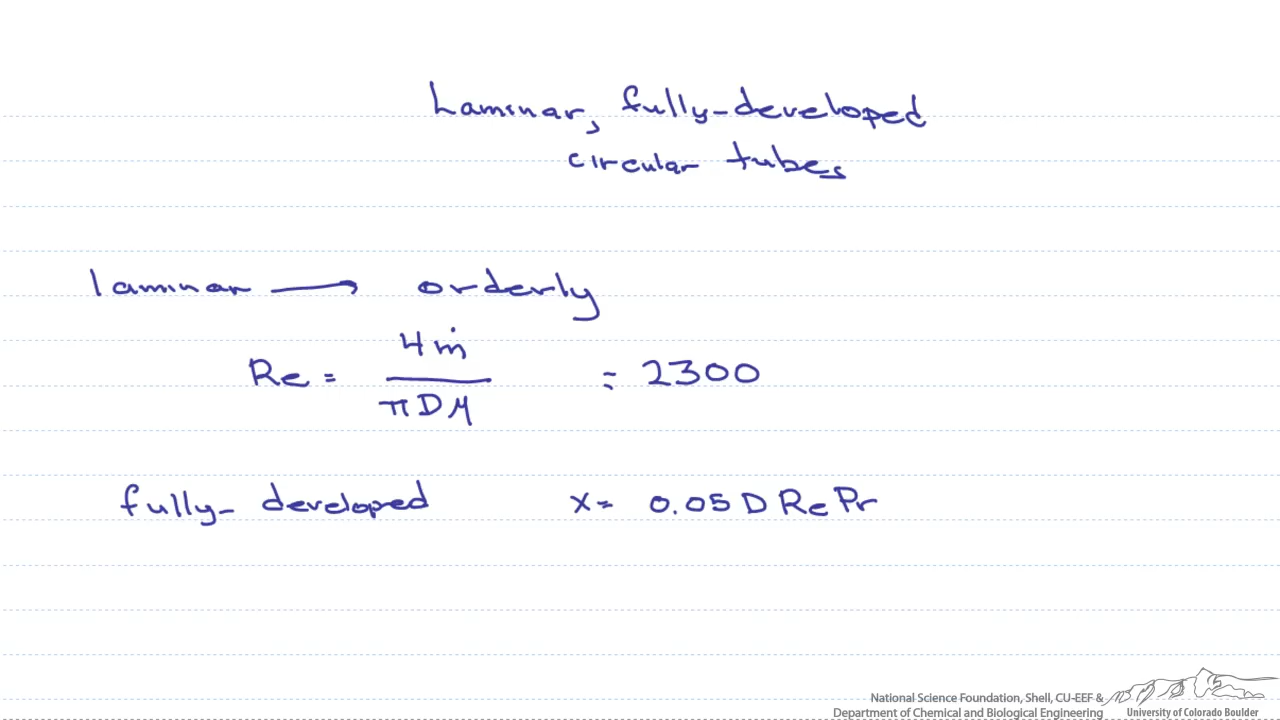 Laminar, fully-developed
circular tubes
laminar → orderly
Re = 4ṁ / πDμ = 2300
fully-developed x = 0.05 D Re Pr
National Science Foundation, Shell, CU-EEF &
Department of Chemical and Biological Engineering
University of Colorado Boulder